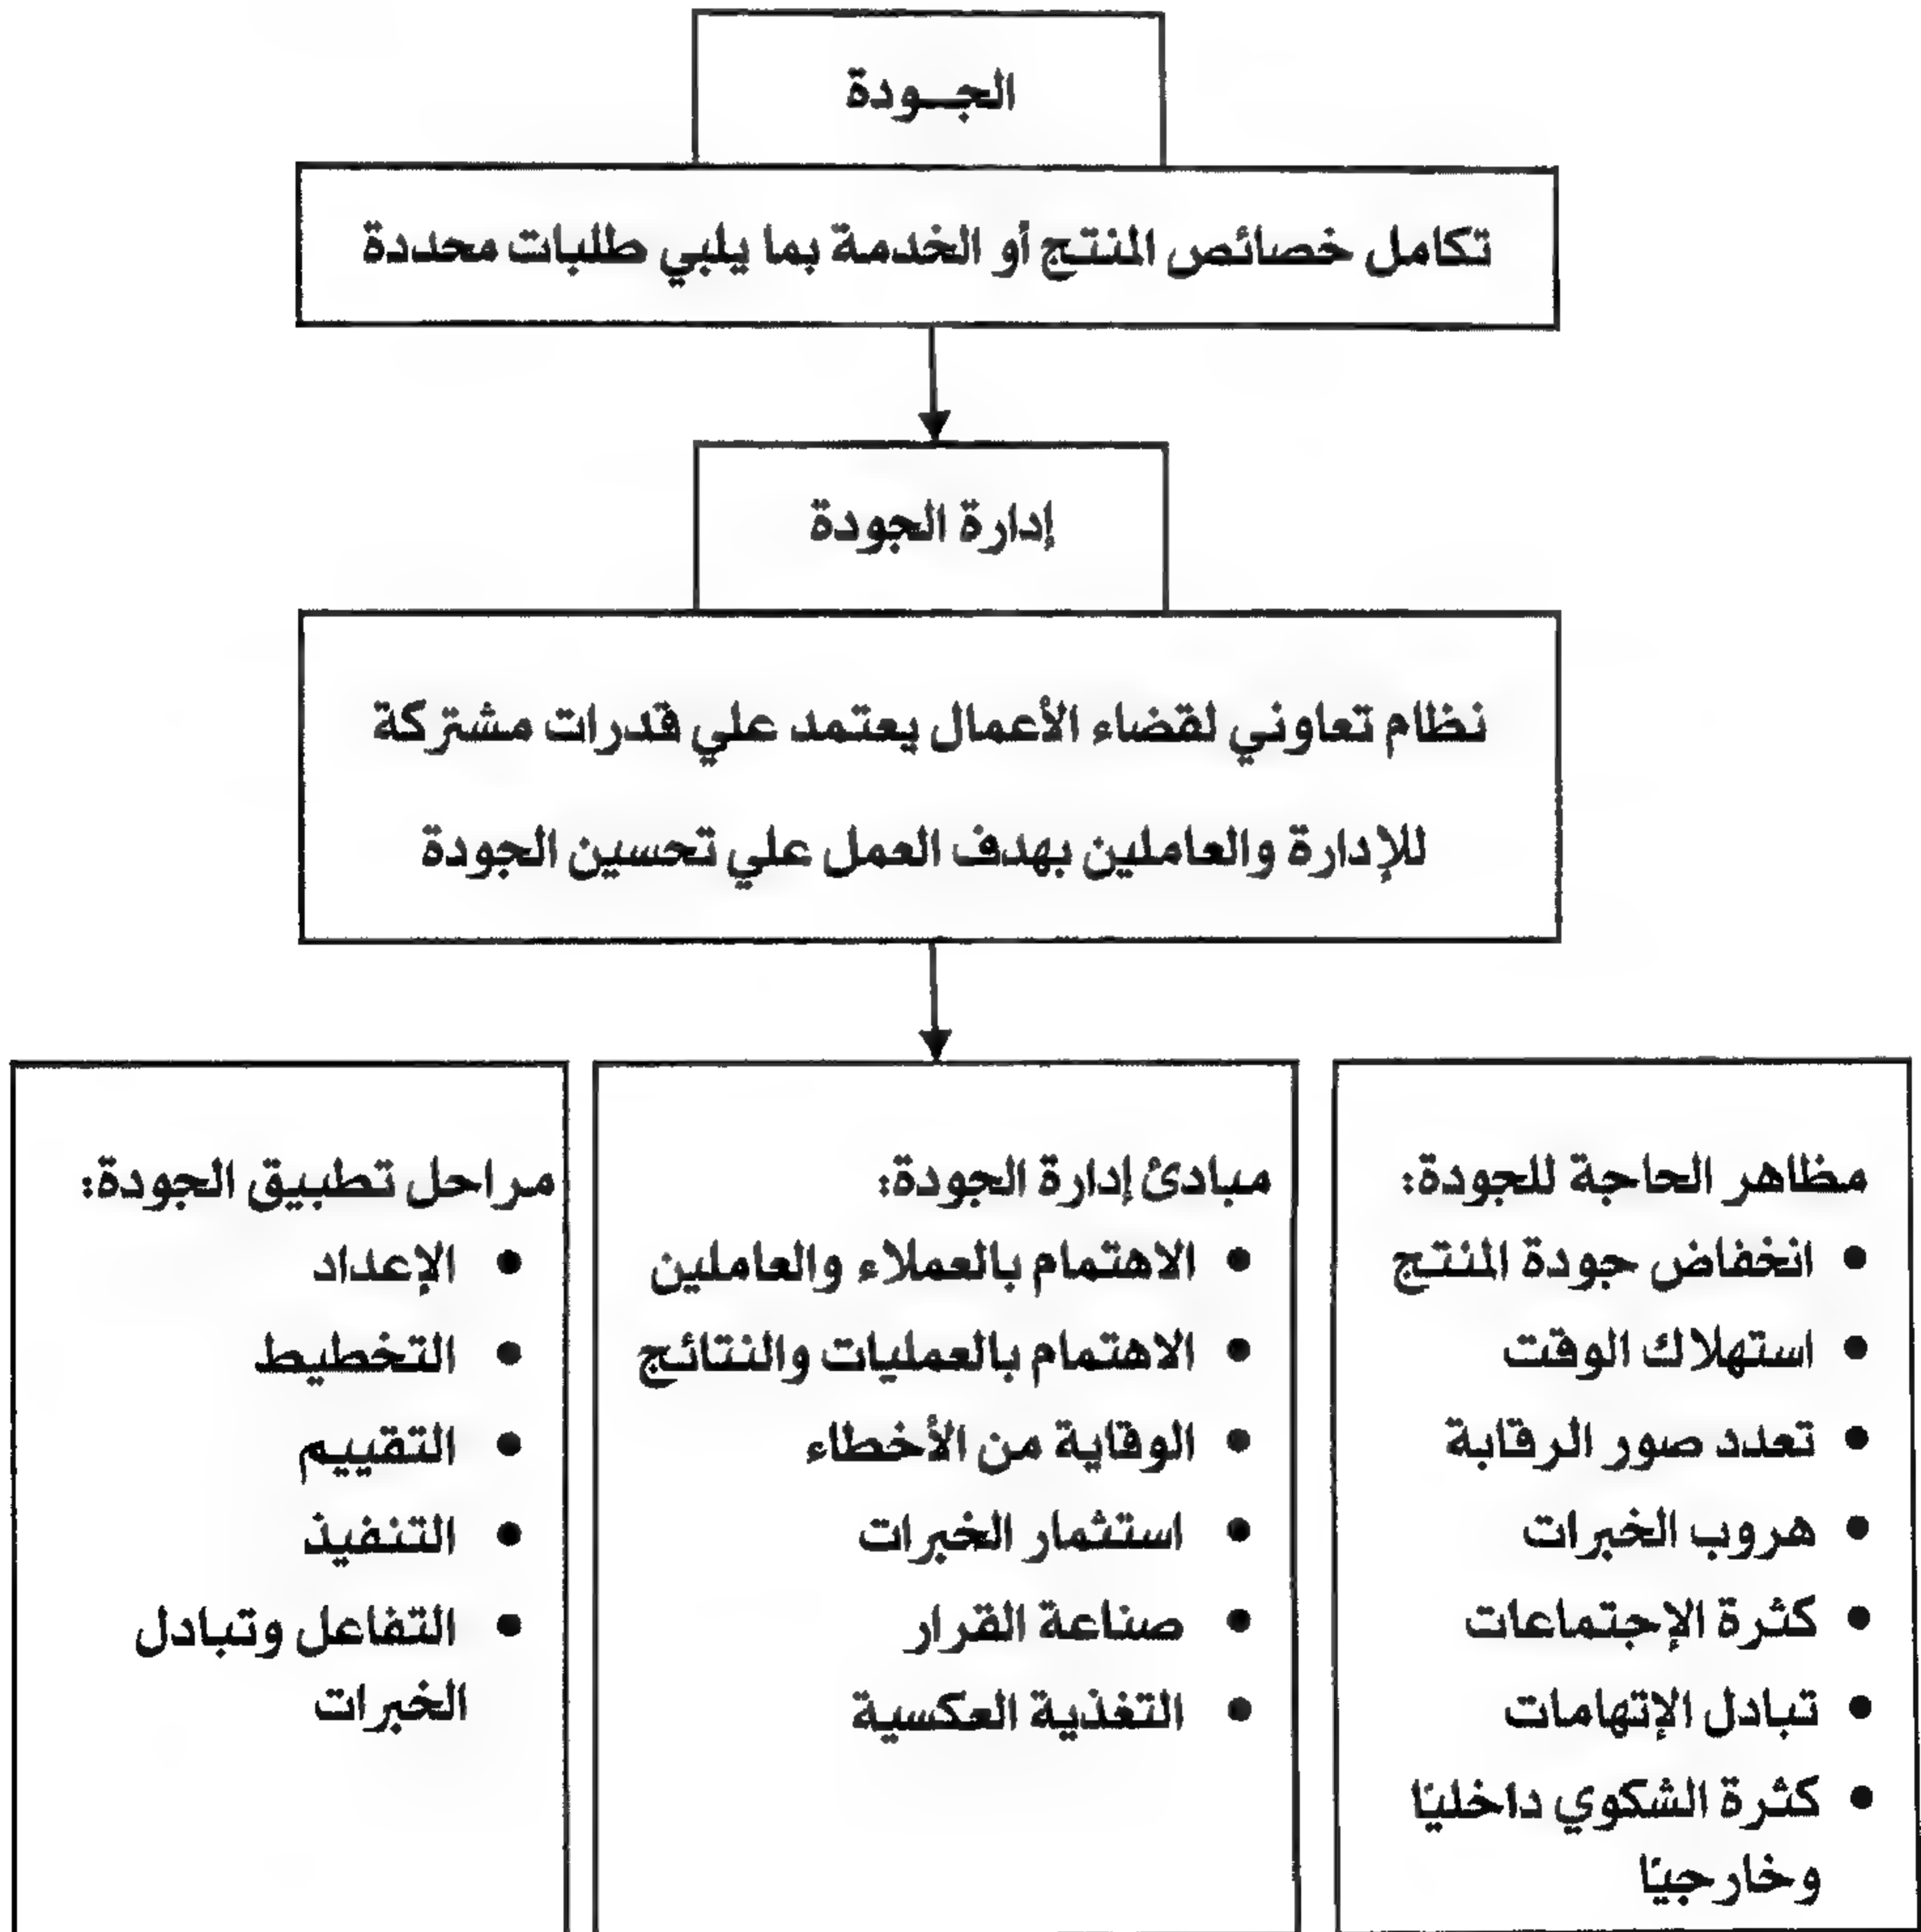 الجـــودة
تكامل خصائص المنتج أو الخدمة بما يلبي طلبات محددة
إدارة الجودة
نظام تعاوني لقضاء الأعمال يعتمد علي قدرات مشتركة
للإدارة والعاملين بهدف العمل علي تحسين الجودة
مظاهر الحاجة للجودة:
• انخفاض جودة المنتج
• استهلاك الوقت
• تعدد صور الرقابة
• هروب الخبرات
• كثرة الإجتماعات
• تبادل الإتهامات
• كثرة الشكوي داخليًا
وخارجيًا
مبادئ إدارة الجودة:
• الاهتمام بالعملاء والعاملين
• الاهتمام بالعمليات والنتائج
• الوقاية من الأخطاء
• استثمار الخبرات
• صناعة القرار
• التغذية العكسية
مراحل تطبيق الجودة:
• الإعداد
• التخطيط
• التقييم
• التنفيذ
• التفاعل وتبادل
الخبرات